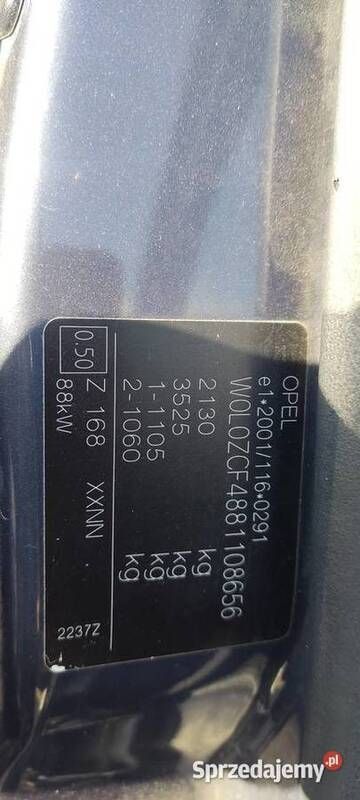 OPEL
e1*2001/116*0291
W0L0ZCF4881108656
2130 kg
3525 kg
1-1105 kg
2-1060 kg
0.50 Z 168 XXNN
88kW 2237Z
Sprzedajemy.pl